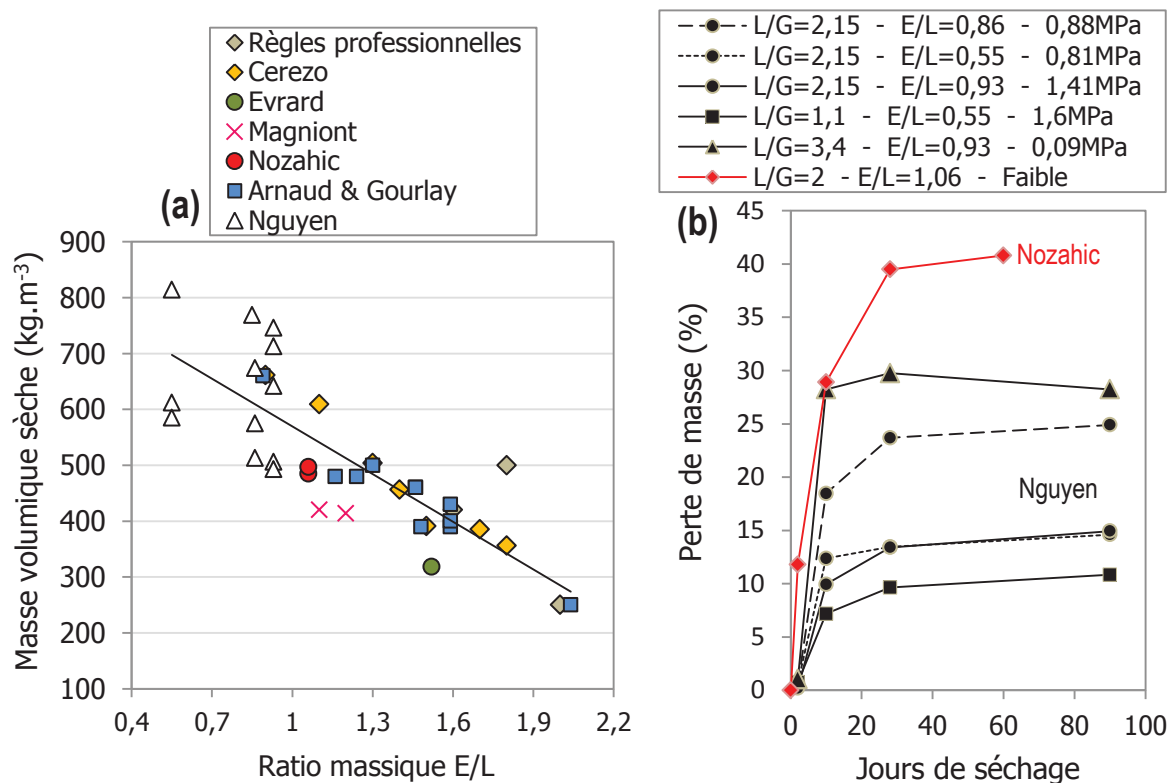 Règles professionnelles
Cerezo
Evrard
Magniont
Nozahic
Arnaud & Gourlay
Nguyen
(a)
900
800
700
600
500
400
300
200
100
0,4 0,7 1 1,3 1,6 1,9 2,2
Masse volumique sèche (kg.m-3)
Ratio massique E/L
L/G=2,15 - E/L=0,86 - 0,88MPa
L/G=2,15 - E/L=0,55 - 0,81MPa
L/G=2,15 - E/L=0,93 - 1,41MPa
L/G=1,1 - E/L=0,55 - 1,6MPa
L/G=3,4 - E/L=0,93 - 0,09MPa
L/G=2 - E/L=1,06 - Faible
(b)
45
40
35
30
25
20
15
10
5
0
0 20 40 60 80 100
Nozahic
Nguyen
Perte de masse (%)
Jours de séchage